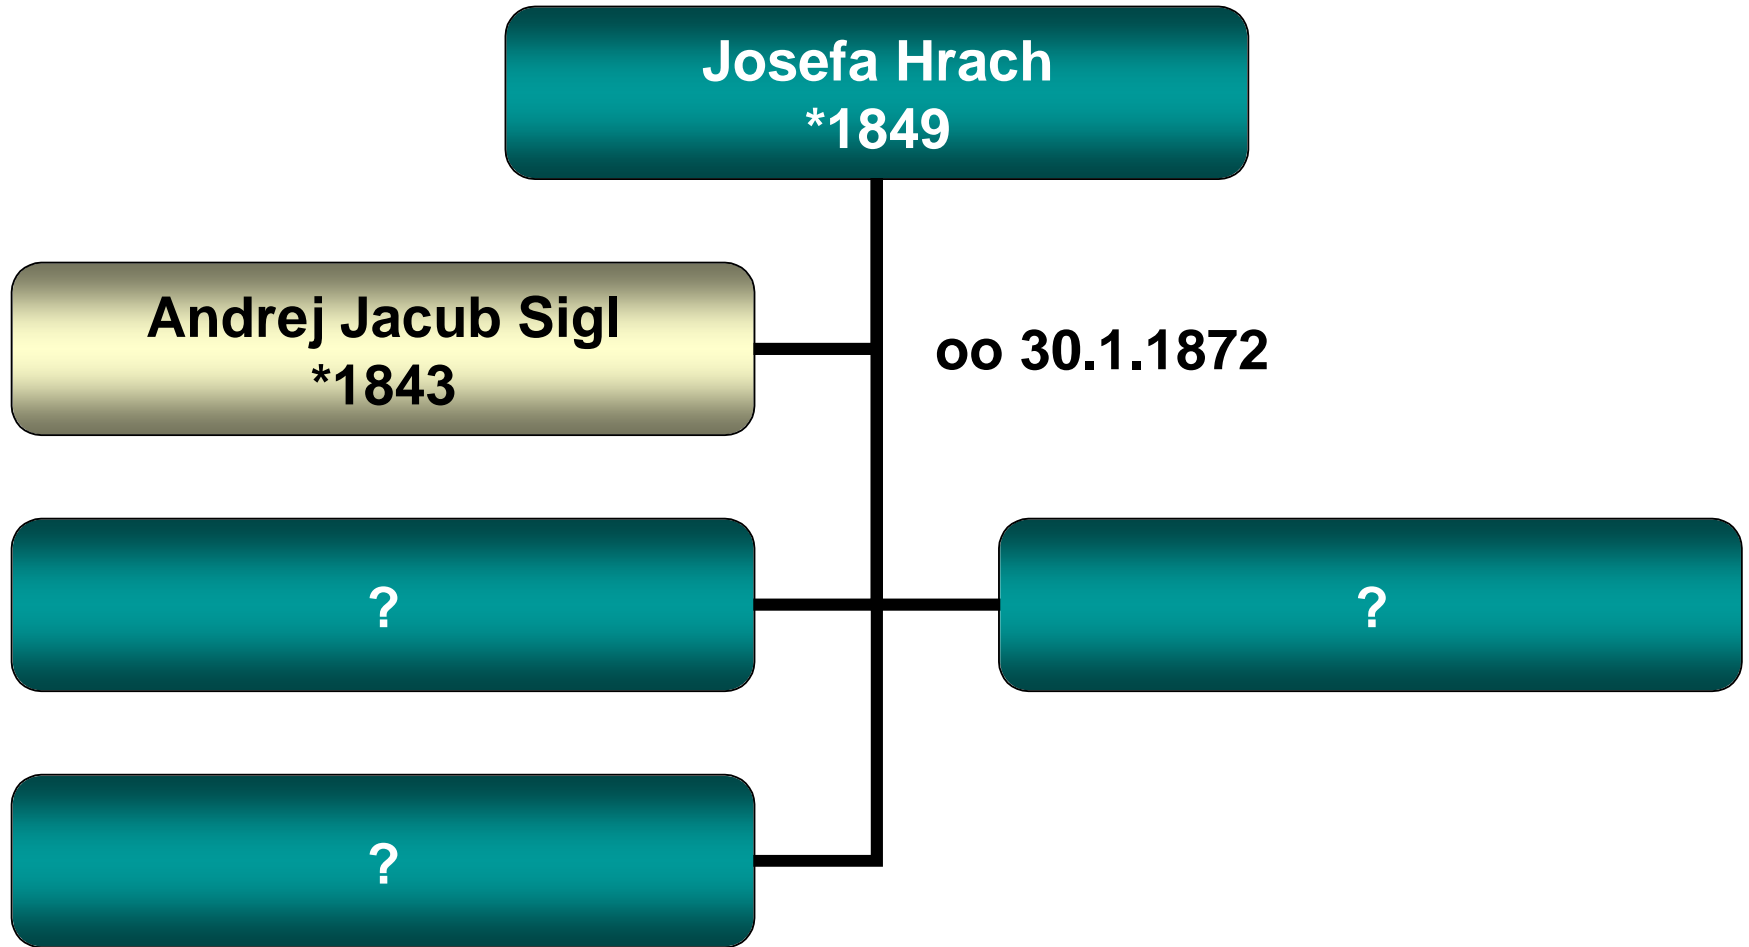 Josefa Hrach
*1849
Andrej Jacub Sigl
*1843
oo 30.1.1872
?
?
?